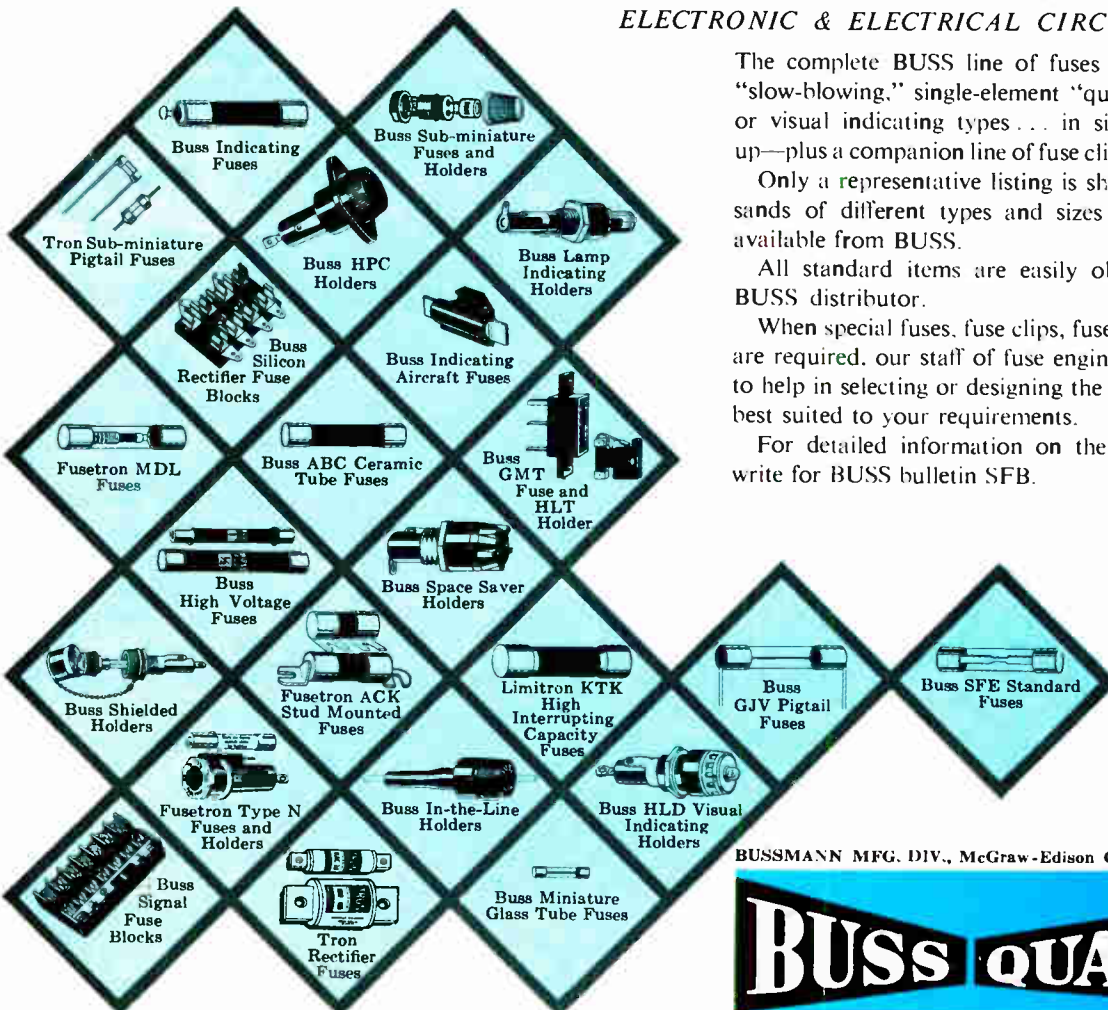 ELECTRONIC & ELECTRICAL CIRC
The complete BUSS line of fuses
"slow-blowing," single-element "qu
or visual indicating types... in si
up—plus a companion line of fuse cli
Only a representative listing is sh
sands of different types and sizes
available from BUSS.
All standard items are easily ob
BUSS distributor.
When special fuses, fuse clips, fuse
are required. our staff of fuse engin
to help in selecting or designing the
best suited to your requirements.
For detailed information on the
write for BUSS bulletin SFB.
Buss Indicating
Fuses
Buss Sub-miniature
Fuses and
Holders
Tron Sub-miniature
Pigtail Fuses
Buss HPC
Holders
Buss Lamp
Indicating
Holders
Buss
Silicon
Rectifier Fuse
Blocks
Buss Indicating
Aircraft Fuses
Fusetron MDL
Fuses
Buss ABC Ceramic
Tube Fuses
Buss
GMT
Fuse and
HLT
Holder
Buss
High Voltage
Fuses
Buss Space Saver
Holders
Buss Shielded
Holders
Fusetron ACK
Stud Mounted
Fuses
Limitron KTK
High
Interrupting
Capacity
Fuses
Buss
GJV Pigtail
Fuses
Buss SFE Standard
Fuses
Fusetron Type N
Fuses and
Holders
Buss In-the-Line
Holders
Buss HLD Visual
Indicating
Holders
Buss
Signal
Fuse
Blocks
Tron
Rectifier
Fuses
Buss Miniature
Glass Tube Fuses
BUSSMANN MFG. DIV., McGraw-Edison
BUSS QUA